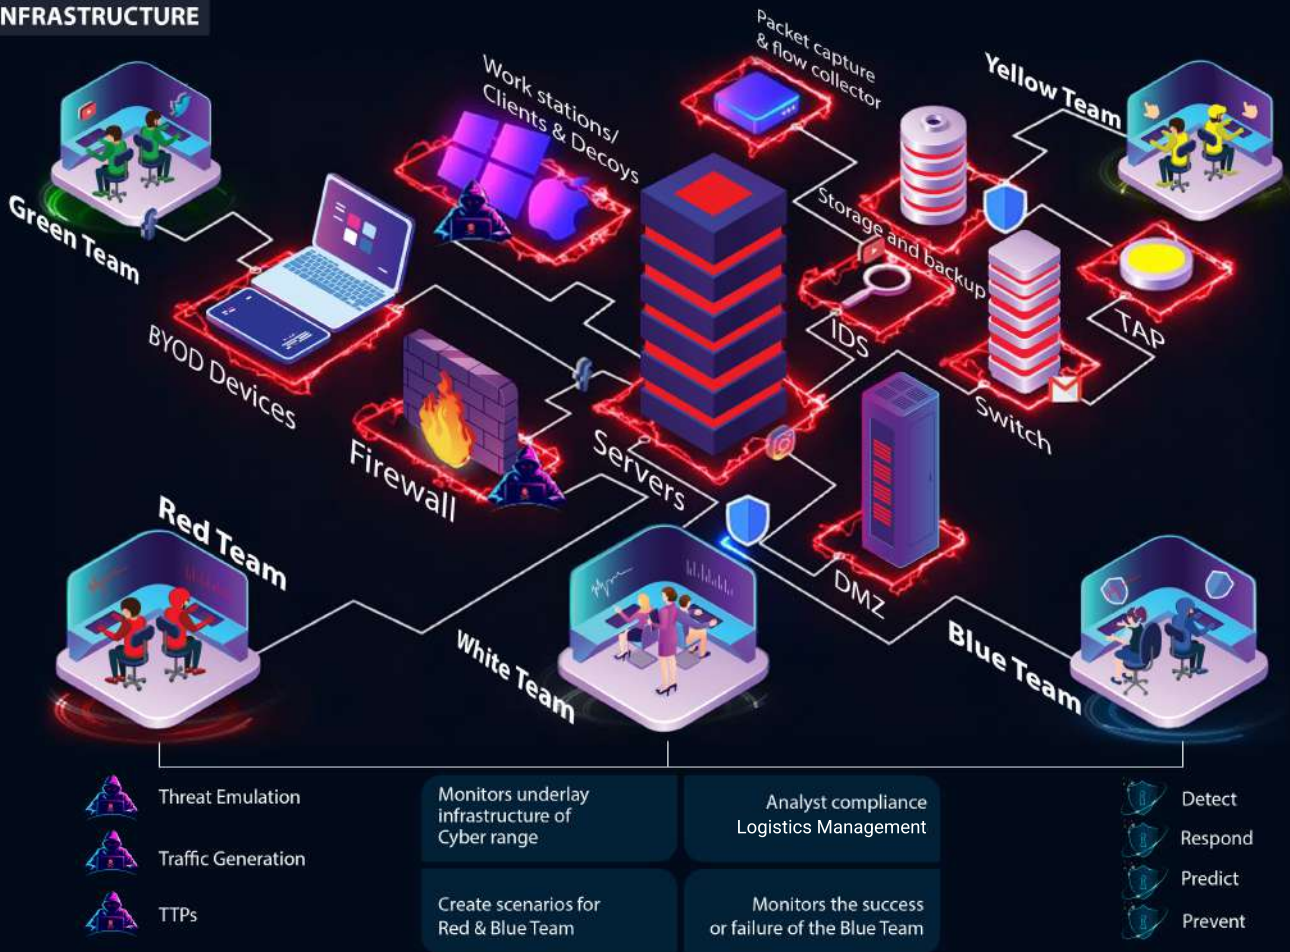 NFRASTRUCTURE
Packet capture
& flow collector
Work stations/
Clients & Decoys
Yellow Team
Green Team
Storage and backup
BYOD Devices
IDS
TAP
Firewall
Servers
Switch
Red Team
DMZ
White Team
Blue Team
Threat Emulation
Traffic Generation
TTPs
Monitors underlay
infrastructure of
Cyber range
Analyst compliance
Logistics Management
Create scenarios for
Red & Blue Team
Monitors the success
or failure of the Blue Team
Detect
Respond
Predict
Prevent